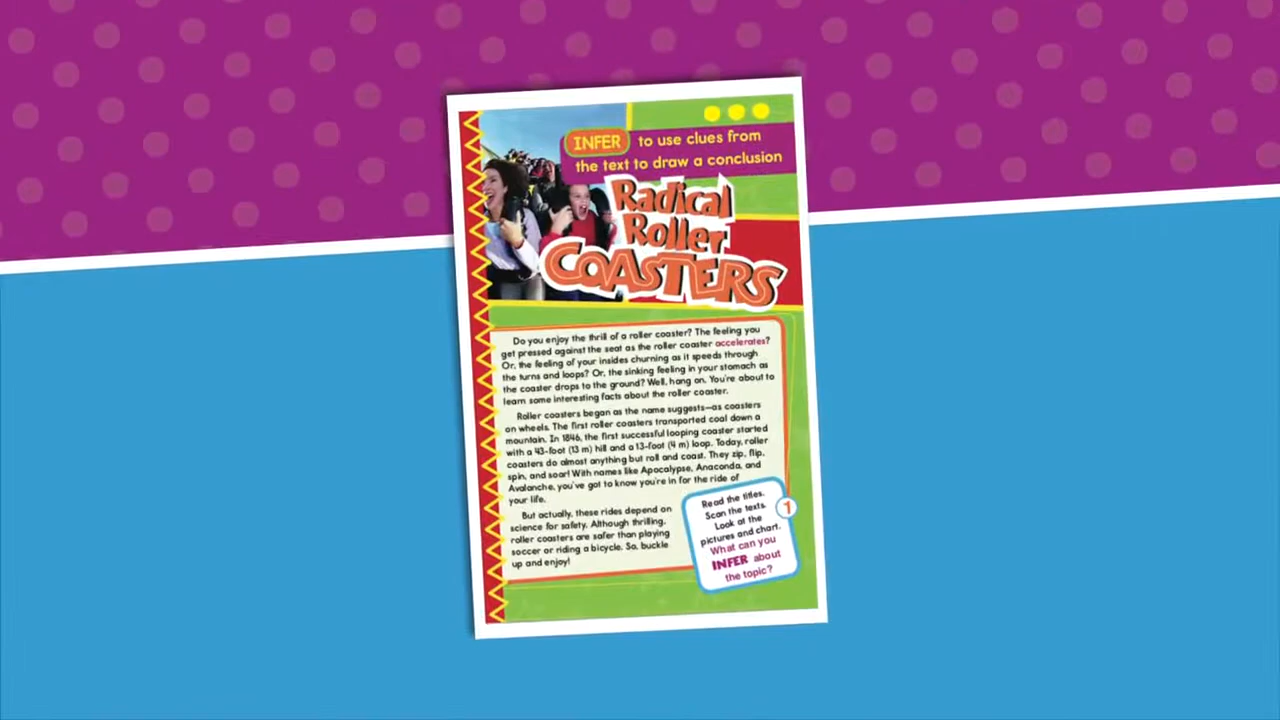 INFER to use clues from
the text to draw a conclusion
Radical
Roller
COASTERS
Do you enjoy the thrill of a roller coaster? The feeling you
get pressed against the seat as the roller coaster accelerates?
Or, the feeling of your insides churning as it speeds through
the turns and loops? Or, the sinking feeling in your stomach as
the coaster drops to the ground? Well, hang on. You're about to
learn some interesting facts about the roller coaster.
Roller coasters began as the name suggests—as coasters
on wheels. The first roller coasters transported coal down a
mountain. In 1846, the first successful looping coaster started
with a 43-foot (13 m) hill and a 13-foot (4 m) loop. Today, roller
coasters do almost anything but roll and coast. They zip, flip,
spin, and soar! With names like Apocalypse, Anaconda, and
Avalanche, you've got to know you're in for the ride of
your life.
But actually, these rides depend on
science for safety. Although thrilling,
roller coasters are safer than playing
soccer or riding a bicycle. So, buckle
up and enjoy!
Read the titles.
Scan the texts.
Look at the
pictures and chart.
What can you
INFER about
the topic?
1